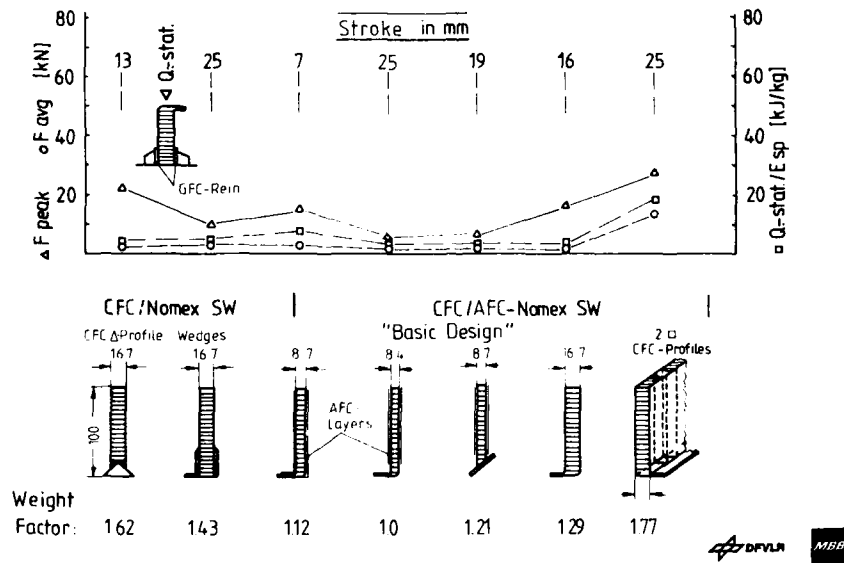 Stroke in mm
80
60
40
20
△ F peak o F avg [kN]
13 25 7 25 19 16 25
▽ Q-stat.
GFC-Rein
80
60
40
20
□ Q-stat./E sp [kJ/kg]
CFC/Nomex SW
CFC/AFC-Nomex SW
"Basic Design"
CFC Δ-Profile Wedges
2 □
CFC-Profiles
16.7 16.7 8.7 8.4 8.7 16.7
100
AFC-
Layers
Weight
Factor: 1.62 1.43 1.12 1.0 1.21 1.29 1.77
DFVLR
MBB